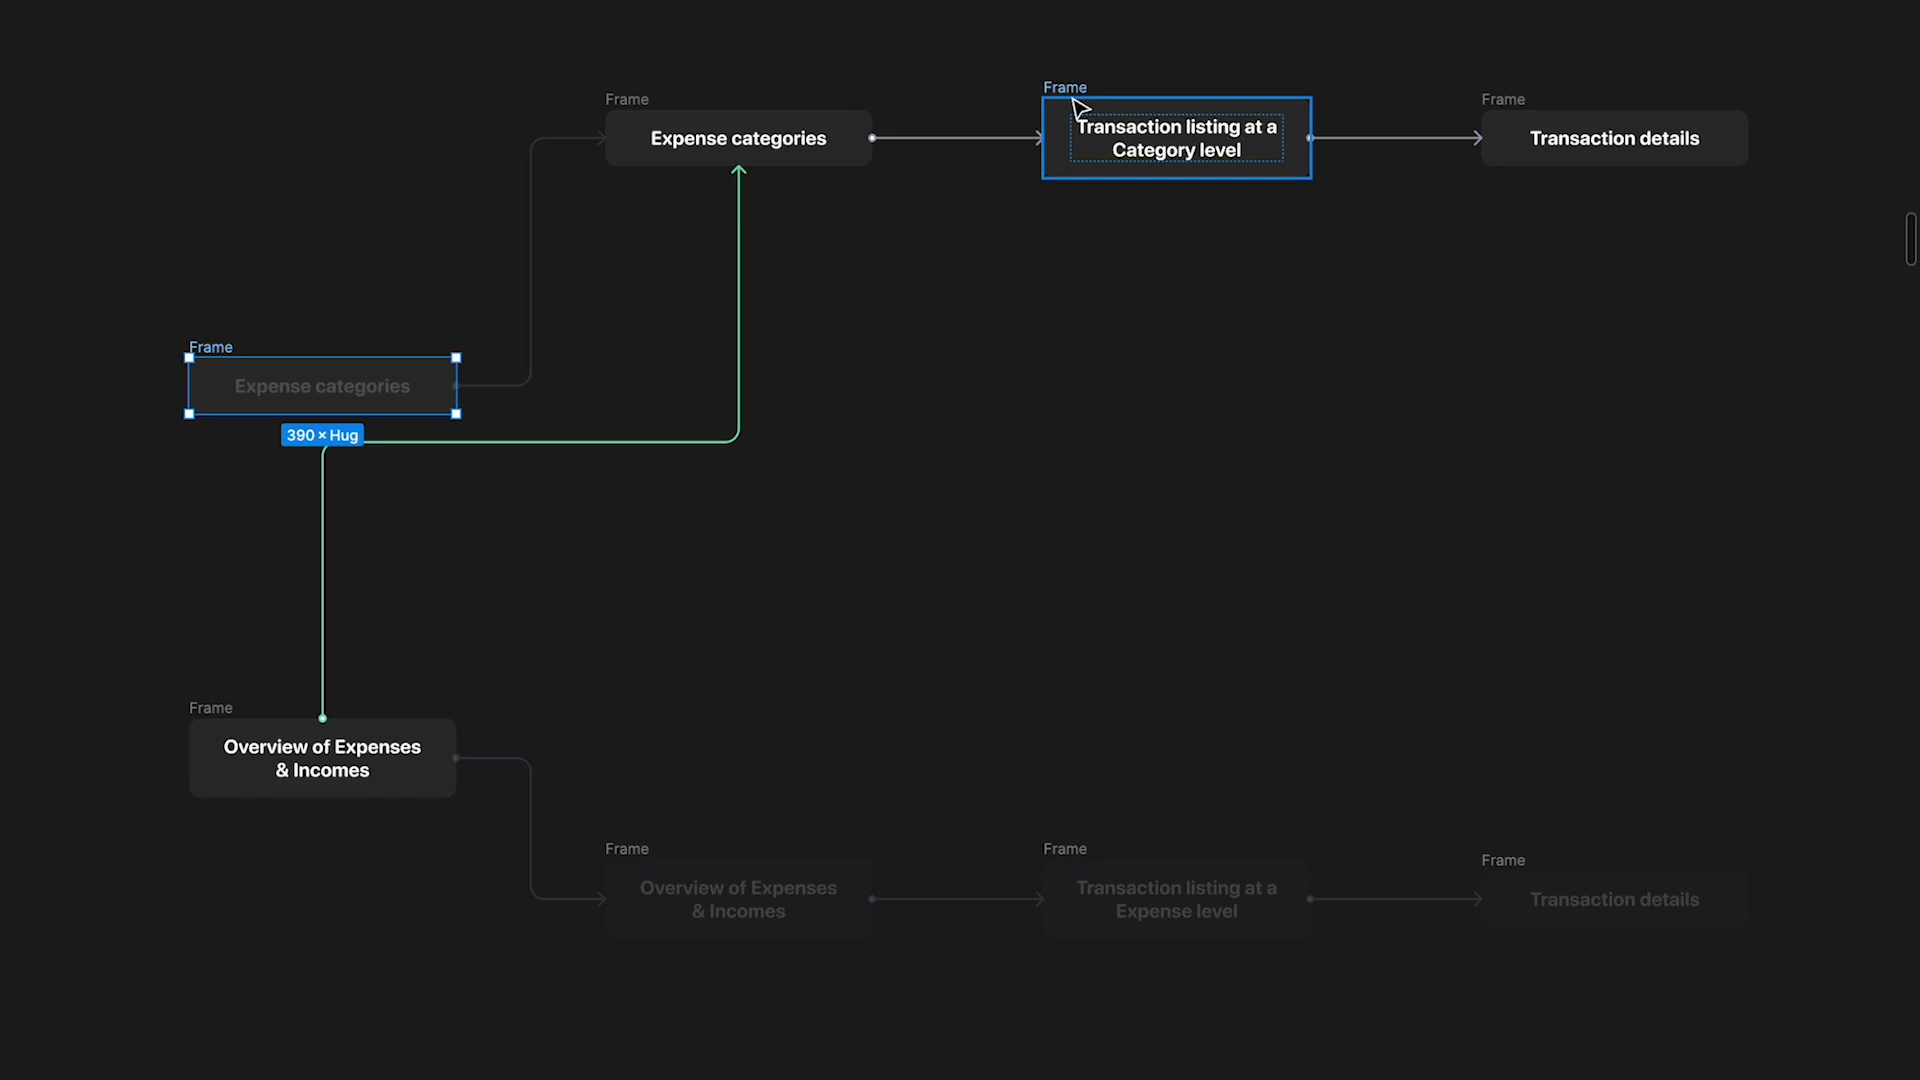 Frame
Expense categories
Frame
Transaction listing at a
Category level
Frame
Transaction details
Frame
Expense categories
390 × Hug
Frame
Overview of Expenses
& Incomes
Frame
Overview of Expenses
& Incomes
Frame
Transaction listing at a
Expense level
Frame
Transaction details